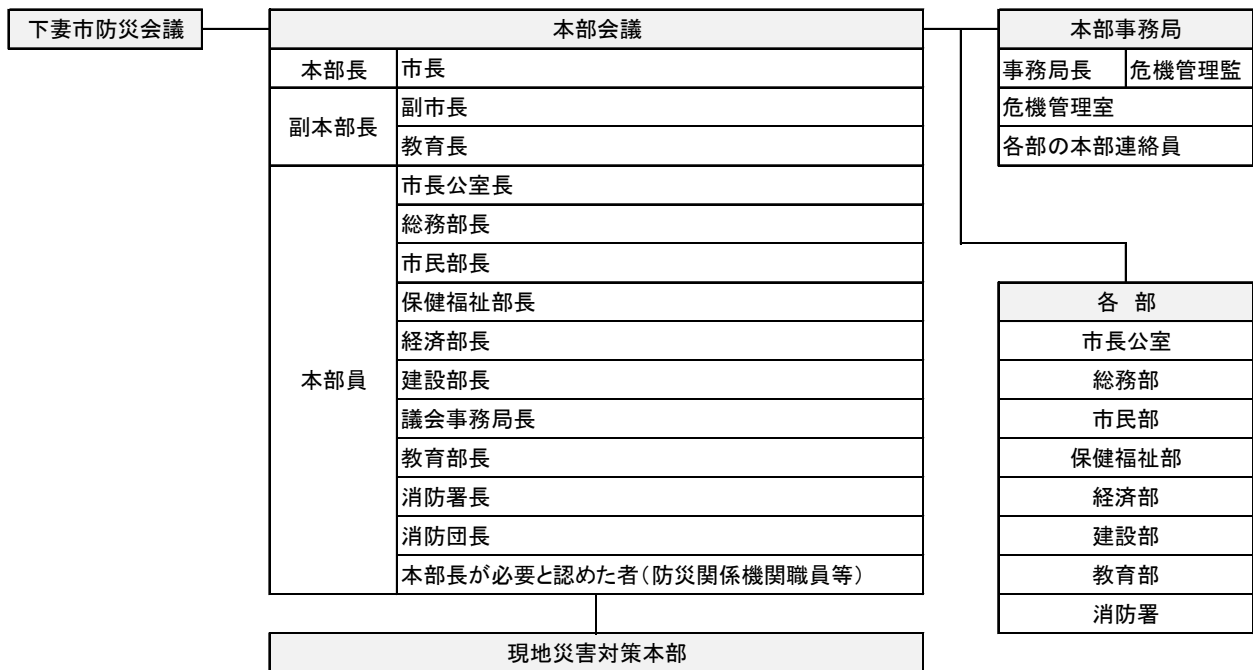 下妻市防災会議
本部会議
本部長
市長
副本部長
副市長
教育長
本部員
市長公室長
総務部長
市民部長
保健福祉部長
経済部長
建設部長
議会事務局長
教育部長
消防署長
消防団長
本部長が必要と認めた者(防災関係機関職員等)
現地災害対策本部
本部事務局
事務局長
危機管理監
危機管理室
各部の本部連絡員
各 部
市長公室
総務部
市民部
保健福祉部
経済部
建設部
教育部
消防署